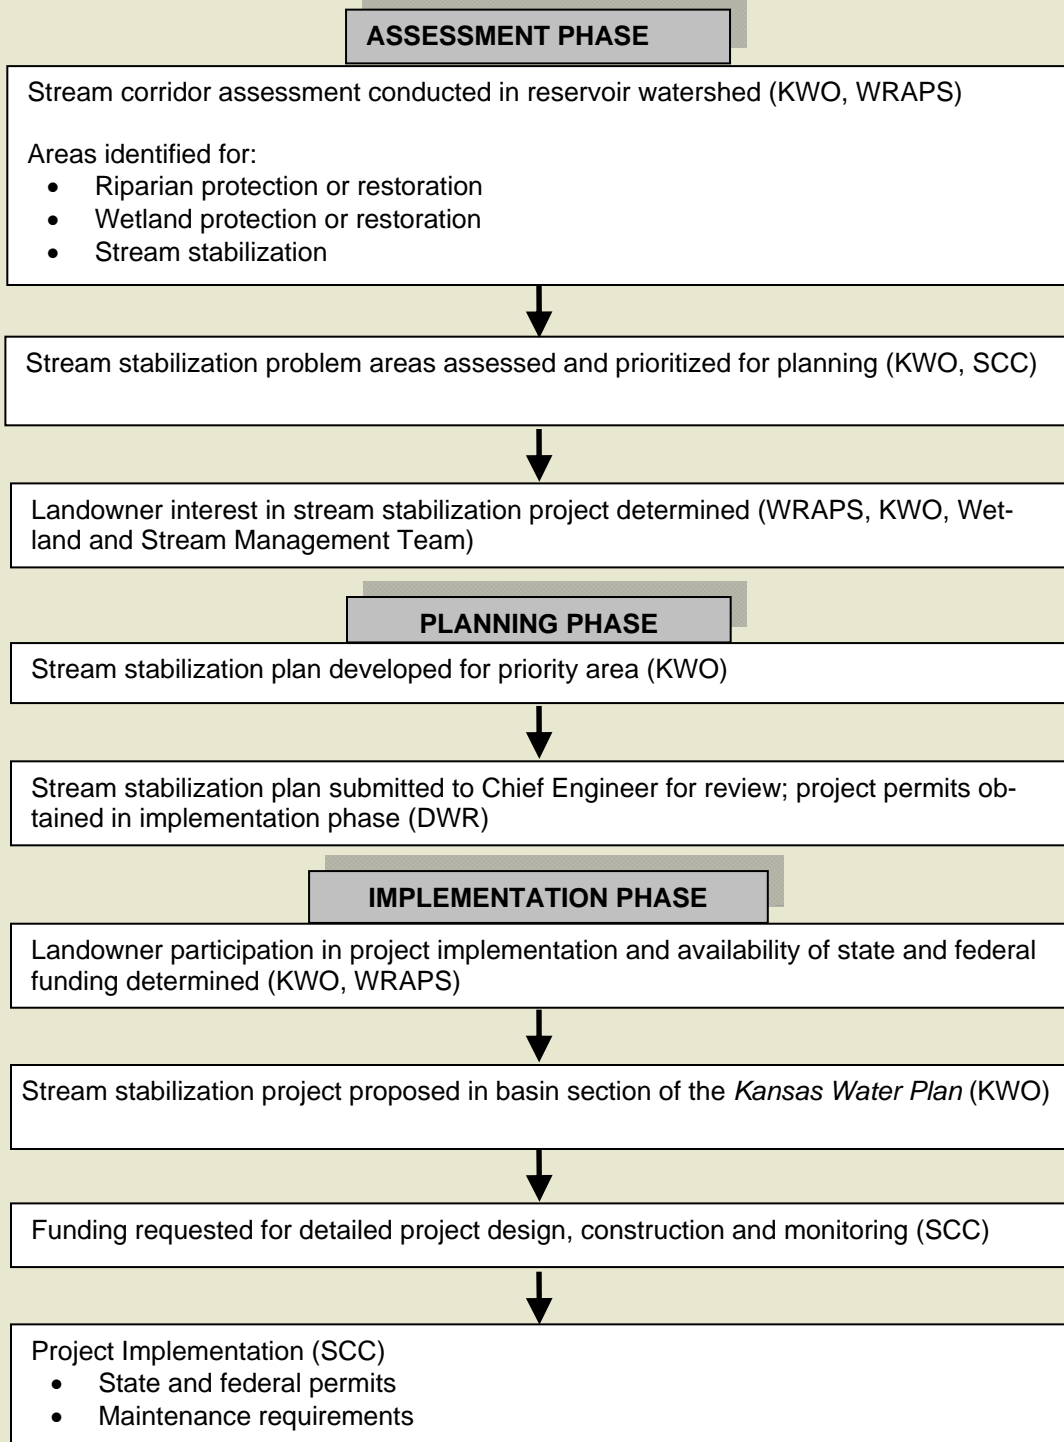 ASSESSMENT PHASE
Stream corridor assessment conducted in reservoir watershed (KWO, WRAPS)
Areas identified for:
• Riparian protection or restoration
• Wetland protection or restoration
• Stream stabilization
Stream stabilization problem areas assessed and prioritized for planning (KWO, SCC)
Landowner interest in stream stabilization project determined (WRAPS, KWO, Wet-
land and Stream Management Team)
PLANNING PHASE
Stream stabilization plan developed for priority area (KWO)
Stream stabilization plan submitted to Chief Engineer for review; project permits ob-
tained in implementation phase (DWR)
IMPLEMENTATION PHASE
Landowner participation in project implementation and availability of state and federal
funding determined (KWO, WRAPS)
Stream stabilization project proposed in basin section of the Kansas Water Plan (KWO)
Funding requested for detailed project design, construction and monitoring (SCC)
Project Implementation (SCC)
• State and federal permits
• Maintenance requirements